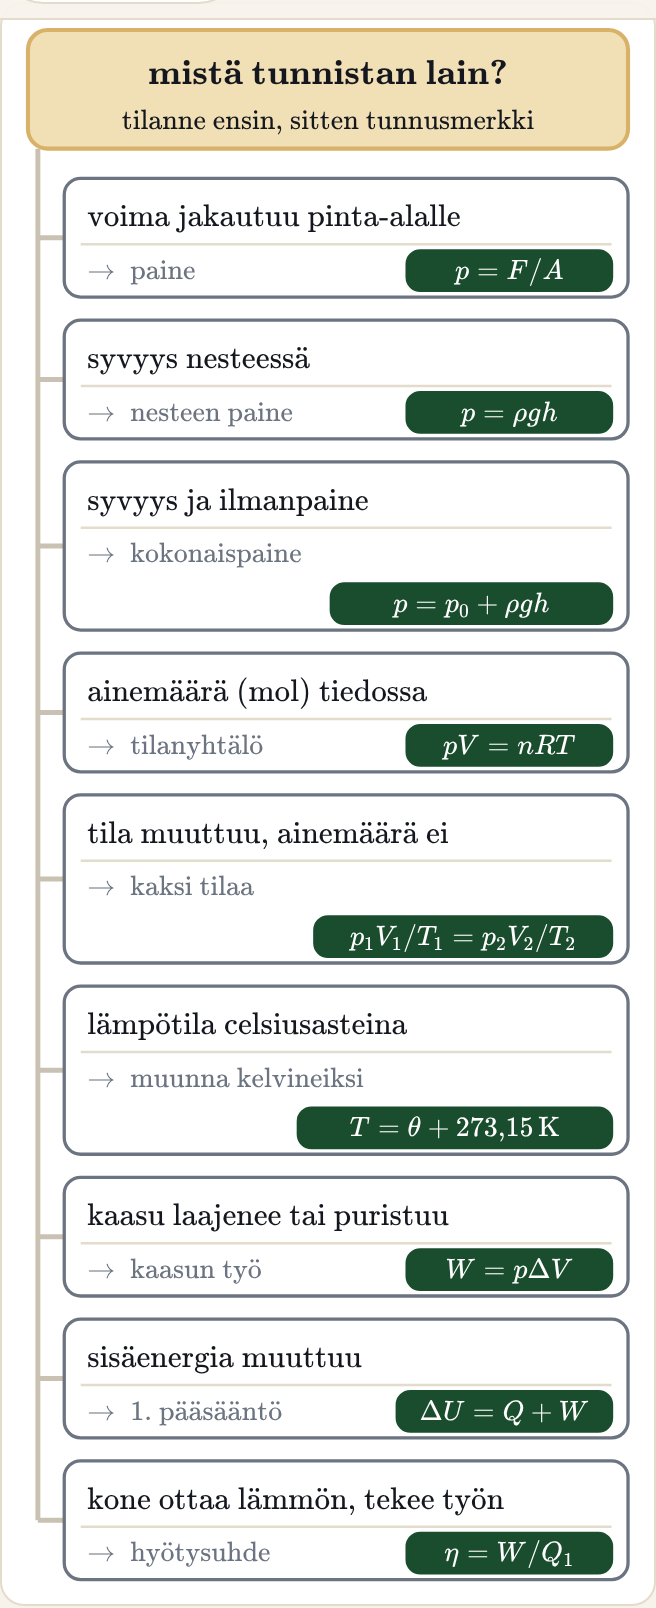 mistä tunnistan lain?
tilanne ensin, sitten tunnusmerkki
voima jakautuu pinta-alalle
→ paine p = F/A
syvyys nesteessä
→ nesteen paine p = ρgh
syvyys ja ilmanpaine
→ kokonaispaine
p = p₀ + ρgh
ainemäärä (mol) tiedossa
→ tilanyhtälö pV = nRT
tila muuttuu, ainemäärä ei
→ kaksi tilaa
p₁V₁/T₁ = p₂V₂/T₂
lämpötila celsiusasteina
→ muunna kelvineiksi
T = θ + 273,15 K
kaasu laajenee tai puristuu
→ kaasun työ W = pΔV
sisäenergia muuttuu
→ 1. pääsääntö ΔU = Q + W
kone ottaa lämmön, tekee työn
→ hyötysuhde η = W/Q₁